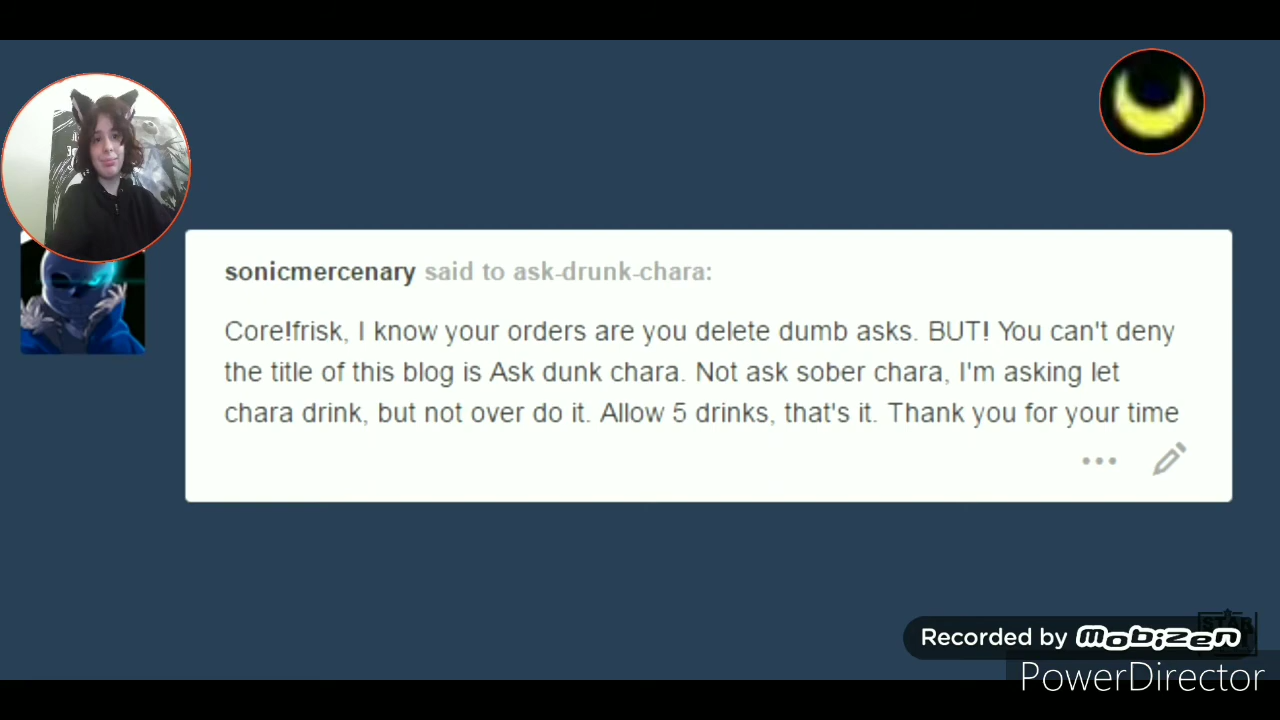 sonicmercenary said to ask-drunk-chara:
Core!frisk, I know your orders are you delete dumb asks. BUT! You can't deny
the title of this blog is Ask dunk chara. Not ask sober chara, I'm asking let
chara drink, but not over do it. Allow 5 drinks, that's it. Thank you for your time
STAR
Recorded by mobizen
PowerDirector